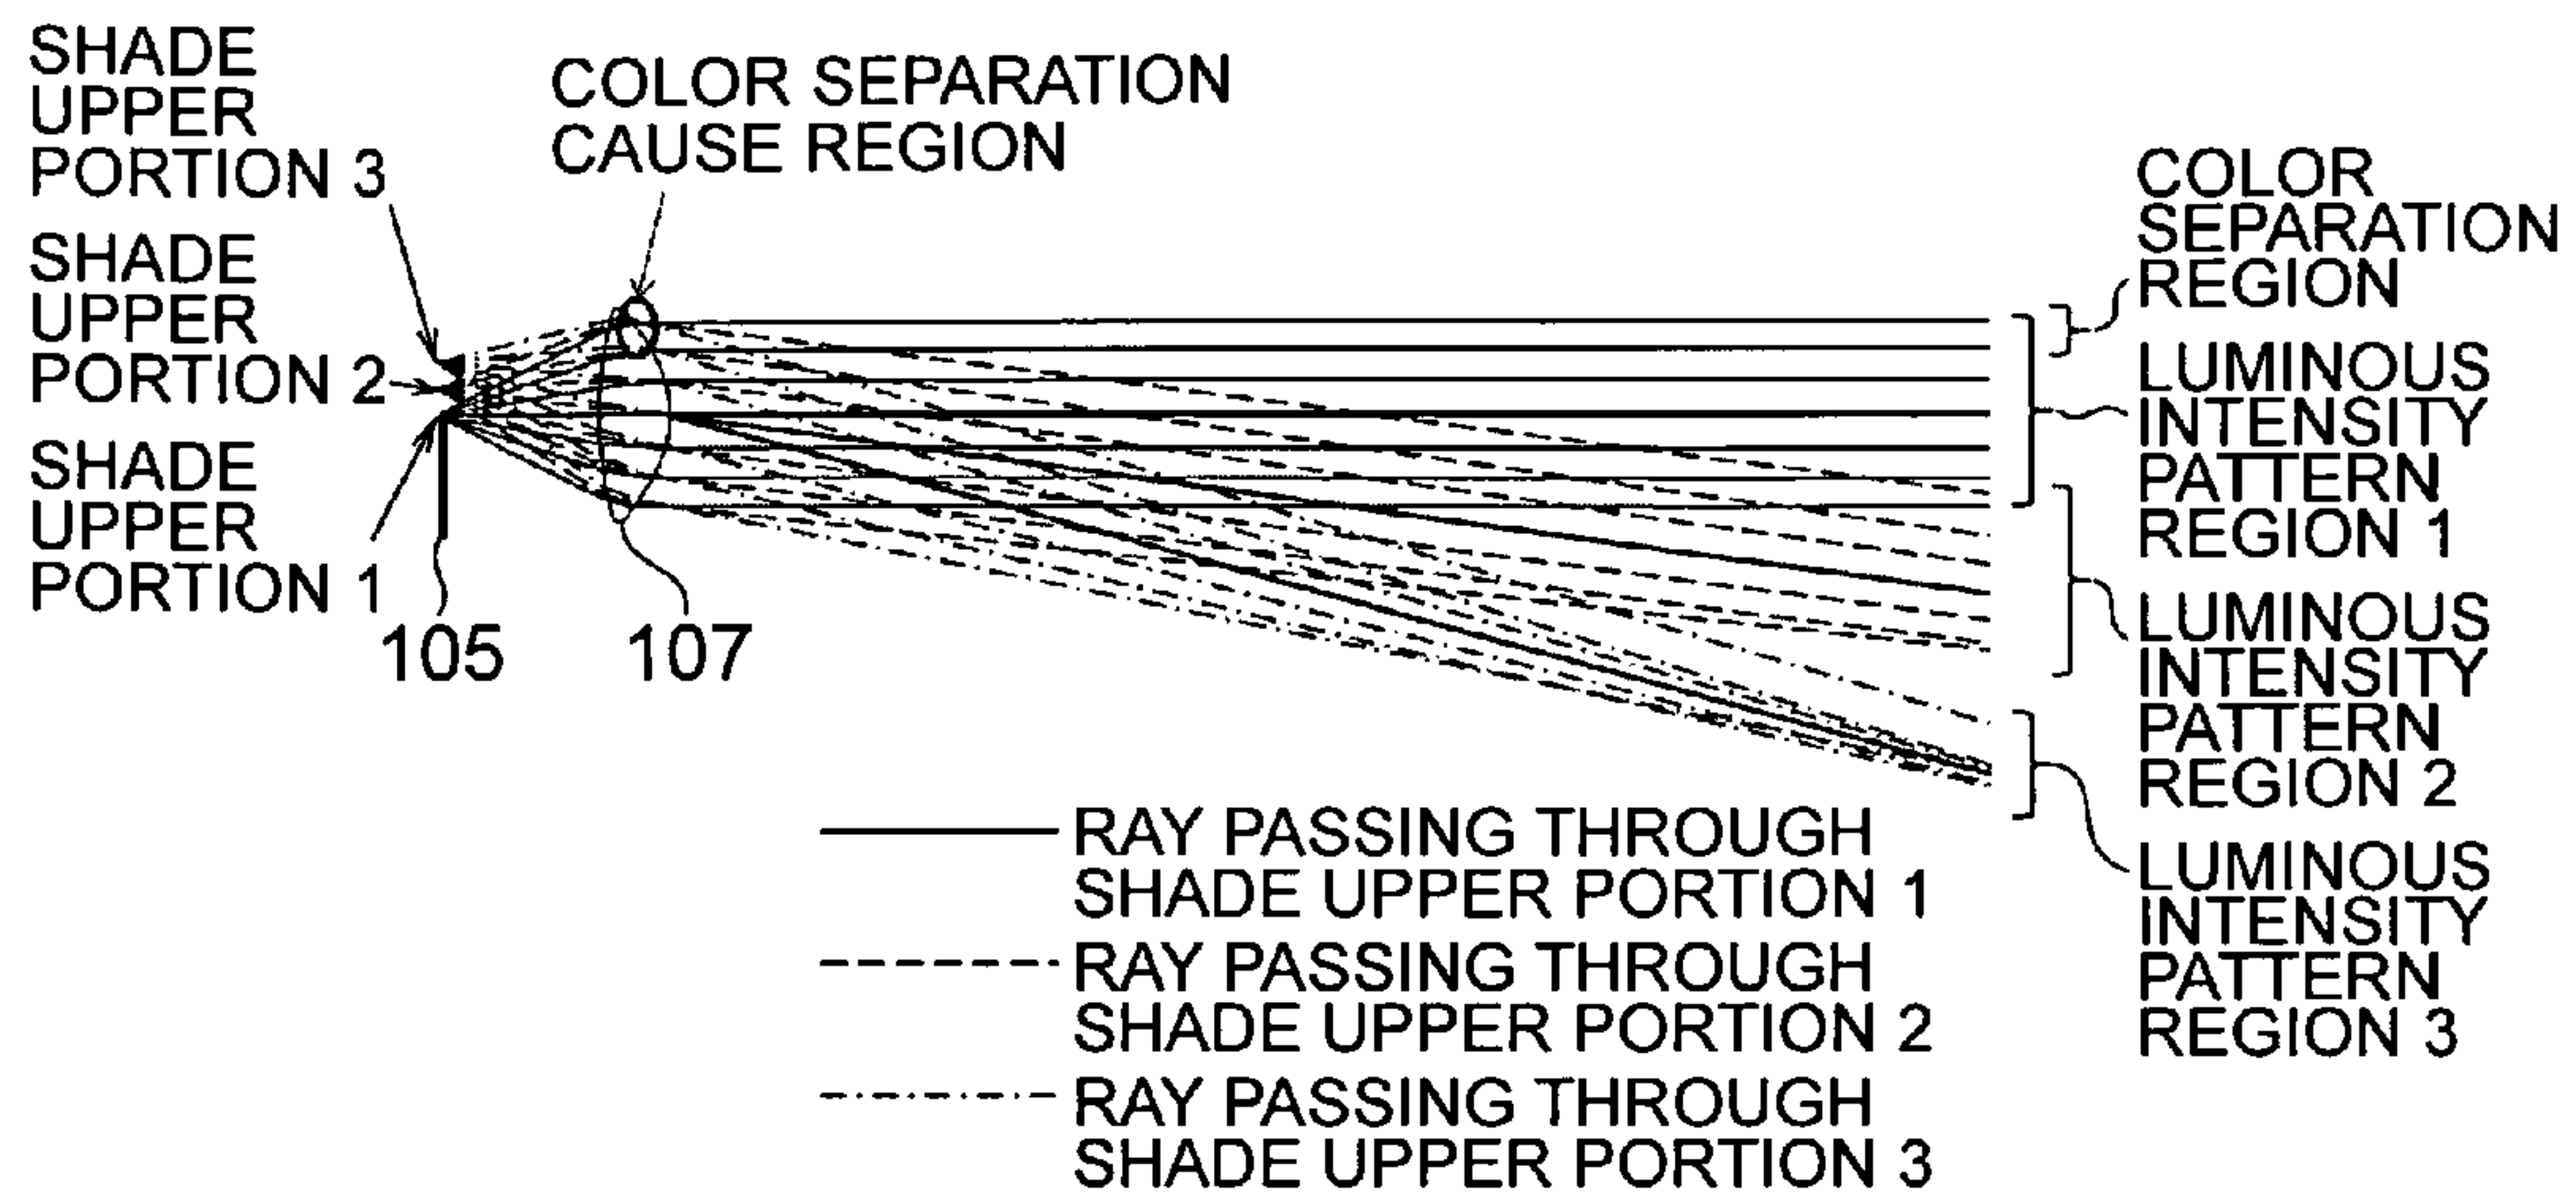 SHADE
UPPER
PORTION 3
SHADE
UPPER
PORTION 2
SHADE
UPPER
PORTION 1
105
107
COLOR SEPARATION
CAUSE REGION
COLOR
SEPARATION
REGION
LUMINOUS
INTENSITY
PATTERN
REGION 1
LUMINOUS
INTENSITY
PATTERN
REGION 2
LUMINOUS
INTENSITY
PATTERN
REGION 3
RAY PASSING THROUGH
SHADE UPPER PORTION 1
RAY PASSING THROUGH
SHADE UPPER PORTION 2
RAY PASSING THROUGH
SHADE UPPER PORTION 3